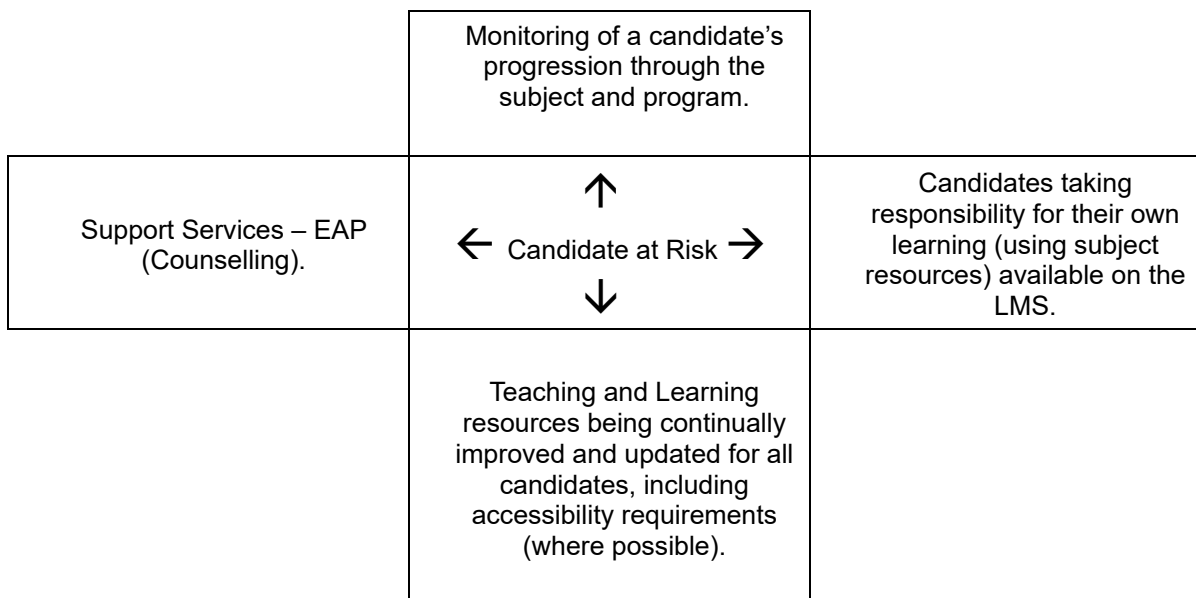 Monitoring of a candidate’s
progression through the
subject and program.
Support Services – EAP
(Counselling).
↑
← Candidate at Risk →
↓
Candidates taking
responsibility for their own
learning (using subject
resources) available on the
LMS.
Teaching and Learning
resources being continually
improved and updated for all
candidates, including
accessibility requirements
(where possible).